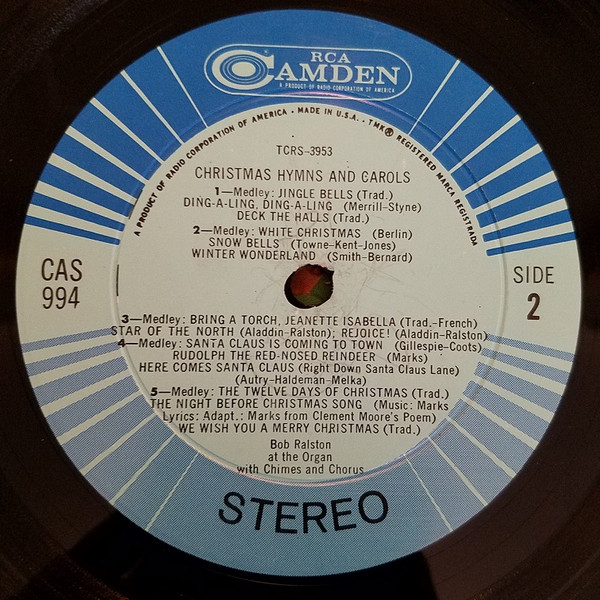 RCA
CAMDEN
A PRODUCT OF RADIO CORPORATION OF AMERICA
A PRODUCT OF RADIO CORPORATION OF AMERICA • MADE IN U.S.A. • TMK® REGISTERED MARCA REGISTRADA
TCRS-3953
CHRISTMAS HYMNS AND CAROLS
1—Medley: JINGLE BELLS (Trad.)
DING-A-LING, DING-A-LING (Merrill-Styne)
DECK THE HALLS (Trad.)
2—Medley: WHITE CHRISTMAS (Berlin)
SNOW BELLS (Towne-Kent-Jones)
WINTER WONDERLAND (Smith-Bernard)
CAS
994
SIDE
2
3—Medley: BRING A TORCH, JEANETTE ISABELLA (Trad.-French)
STAR OF THE NORTH (Aladdin-Ralston); REJOICE! (Aladdin-Ralston)
4—Medley: SANTA CLAUS IS COMING TO TOWN (Gillespie-Coots)
RUDOLPH THE RED-NOSED REINDEER (Marks)
HERE COMES SANTA CLAUS (Right Down Santa Claus Lane)
(Autry-Haldeman-Melka)
5—Medley: THE TWELVE DAYS OF CHRISTMAS (Trad.)
THE NIGHT BEFORE CHRISTMAS SONG (Music: Marks
Lyrics: Adapt.: Marks from Clement Moore's Poem)
WE WISH YOU A MERRY CHRISTMAS (Trad.)
Bob Ralston
at the Organ
with Chimes and Chorus
STEREO